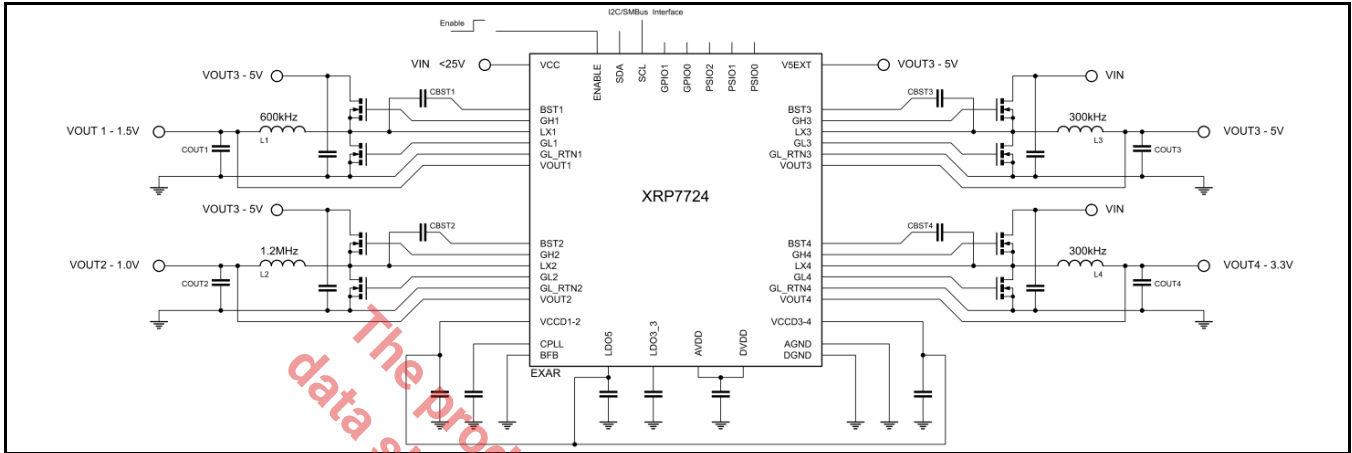 I2C/SMBus Interface
Enable
VIN <25V
VCC
ENABLE
SDA
SCL
GPIO1
GPIO0
PSIO2
PSIO1
PSIO0
V5EXT
VOUT3 - 5V
VOUT3 - 5V
CBST1
600kHz
L1
VOUT 1 - 1.5V
COUT1
BST1
GH1
LX1
GL1
GL_RTN1
VOUT1
VOUT3 - 5V
CBST2
1.2MHz
L2
VOUT2 - 1.0V
COUT2
BST2
GH2
LX2
GL2
GL_RTN2
VOUT2
VCCD1-2
CPLL
BFB
EXAR
XRP7724
LDO5
LDO3_3
AVDD
DVDD
BST3
GH3
LX3
GL3
GL_RTN3
VOUT3
CBST3
VIN
300kHz
L3
VOUT3 - 5V
COUT3
BST4
GH4
LX4
GL4
GL_RTN4
VOUT4
CBST4
VIN
300kHz
L4
VOUT4 - 3.3V
COUT4
VCCD3-4
AGND
DGND
The
data